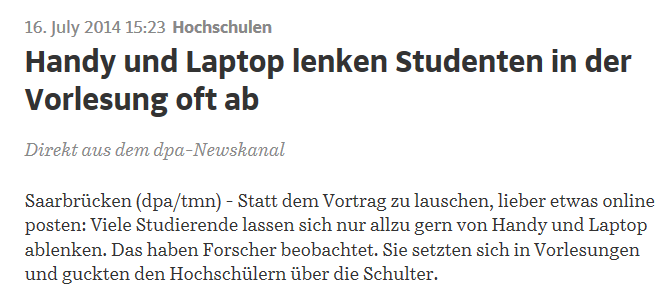 16. July 2014 15:23 Hochschulen
Handy und Laptop lenken Studenten in der
Vorlesung oft ab
Direkt aus dem dpa-Newskanal
Saarbrücken (dpa/tmn) - Statt dem Vortrag zu lauschen, lieber etwas online
posten: Viele Studierende lassen sich nur allzu gern von Handy und Laptop
ablenken. Das haben Forscher beobachtet. Sie setzten sich in Vorlesungen
und guckten den Hochschülern über die Schulter.